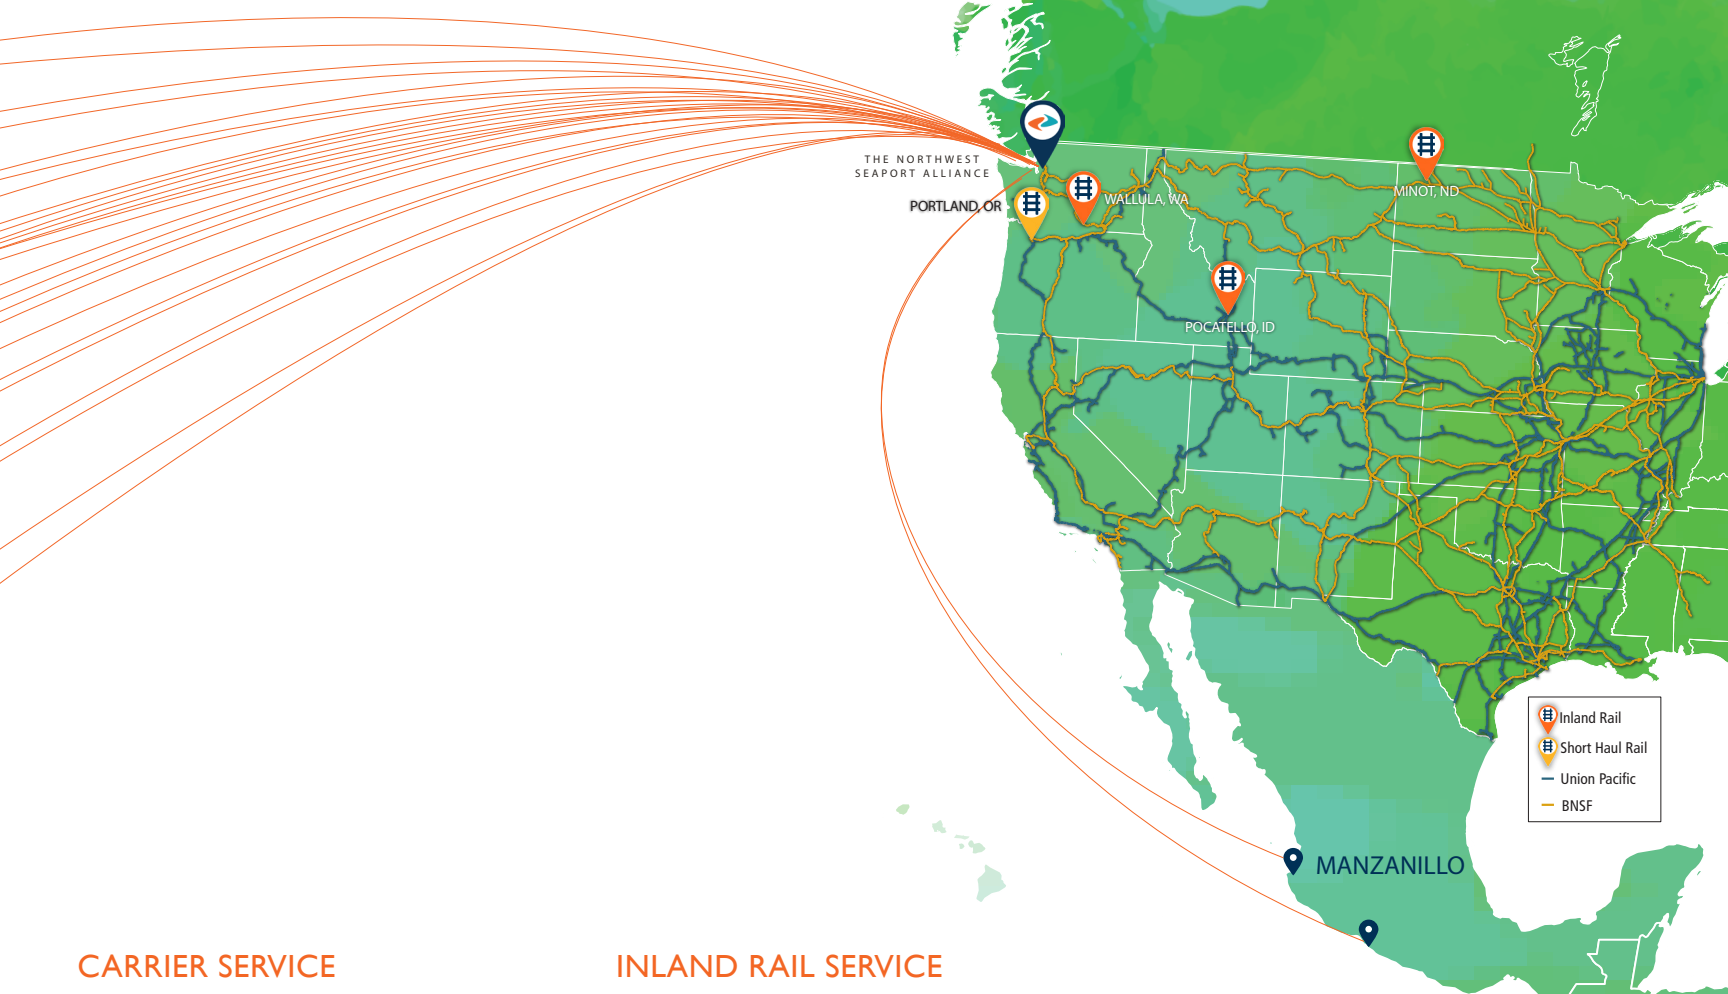 THE NORTHWEST
SEAPORT ALLIANCE
PORTLAND, OR
WALLULA, WA
MINOT, ND
POCATELLO, ID
Inland Rail
Short Haul Rail
Union Pacific
BNSF
MANZANILLO
CARRIER SERVICE
INLAND RAIL SERVICE